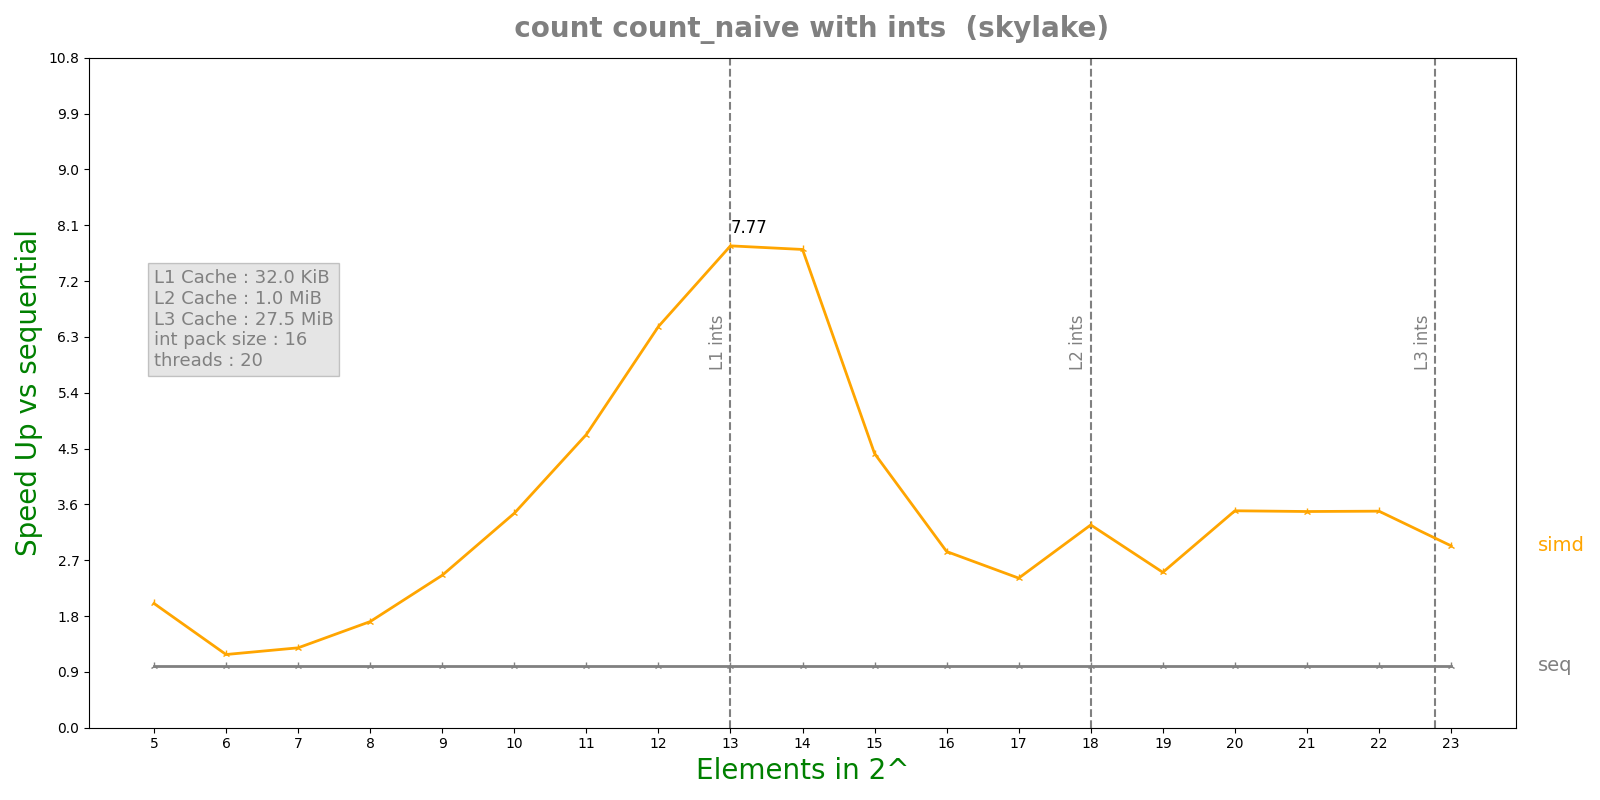 count count_naive with ints  (skylake)
Speed Up vs sequential
10.8
9.9
9.0
8.1
7.2
6.3
5.4
4.5
3.6
2.7
1.8
0.9
0.0
7.77
L1 Cache : 32.0 KiB
L2 Cache : 1.0 MiB
L3 Cache : 27.5 MiB
int pack size : 16
threads : 20
L1 ints
L2 ints
L3 ints
simd
seq
5 6 7 8 9 10 11 12 13 14 15 16 17 18 19 20 21 22 23
Elements in 2^